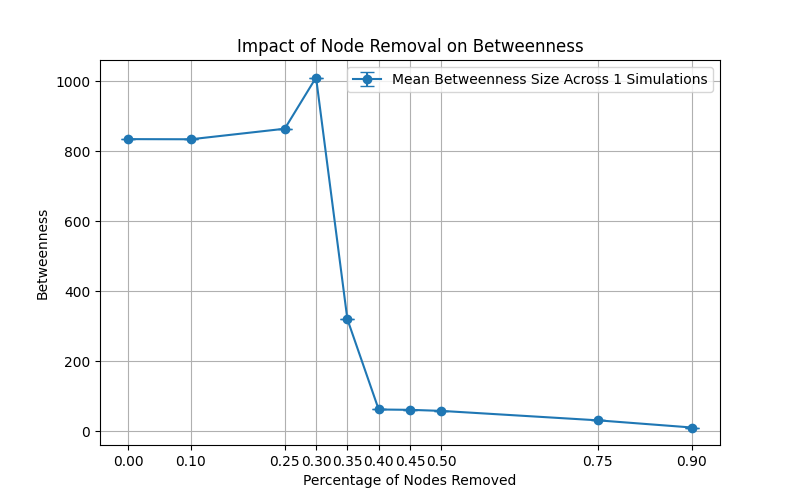 Impact of Node Removal on Betweenness
Mean Betweenness Size Across 1 Simulations
Betweenness
1000
800
600
400
200
0
0.00 0.10 0.25 0.30 0.35 0.40 0.45 0.50 0.75 0.90
Percentage of Nodes Removed